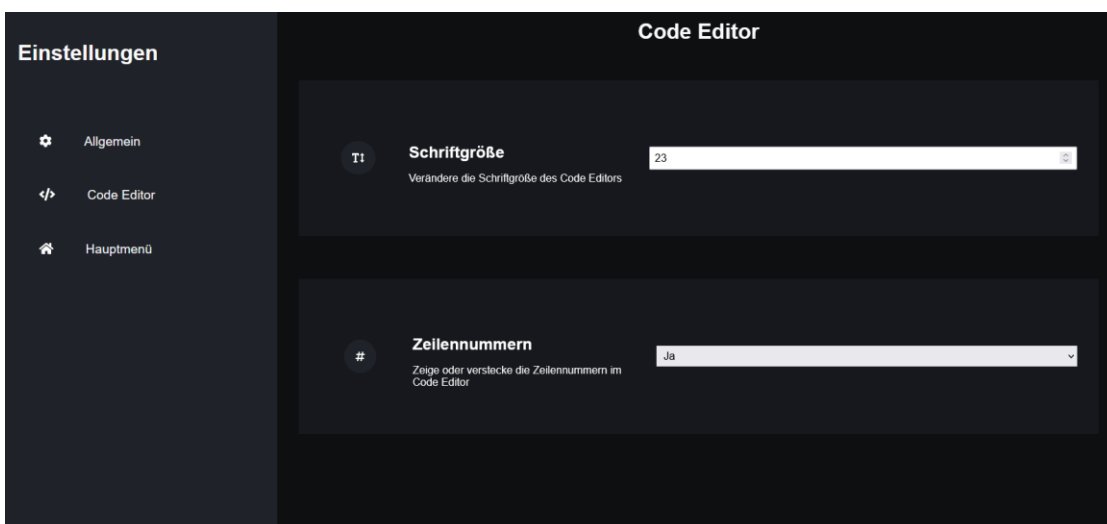 Einstellungen
Allgemein
</> Code Editor
Hauptmenü
Code Editor
T Schriftgröße
Verändere die Schriftgröße des Code Editors
23
# Zeilennummern
Zeige oder verstecke die Zeilennummern im
Code Editor
Ja